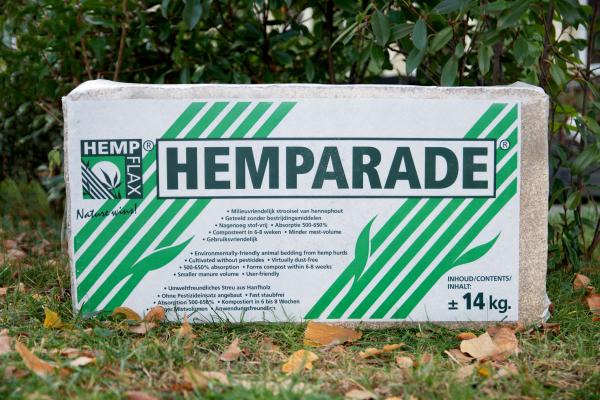 HEMP
FLAX
®
Nature wins!
HEMPARADE®
• Milieuvriendelijk strooisel van hennephout
• Geteeld zonder bestrijdingsmiddelen
• Nagenoeg stof-vrij • Absorptie 500-650%
• Composteert in 6-8 weken • Minder mest-volume
• Gebruiksvriendelijk
• Environmentally-friendly animal bedding from hemp hurds
• Cultivated without pesticides • Virtually dust-free
• 500-650% absorption • Forms compost within 6-8 weeks
• Smaller manure volume • User-friendly
• Umweltfreundliches Streu aus Hanfholz
• Ohne Pestizideinsatz angebaut • Fast staubfrei
• Absorption 500-650% • Kompostiert in 6 bis 8 Wochen
Mistvolumen • Anwendungsfreundlich
INHOUD/CONTENTS/
INHALT:
± 14 kg.